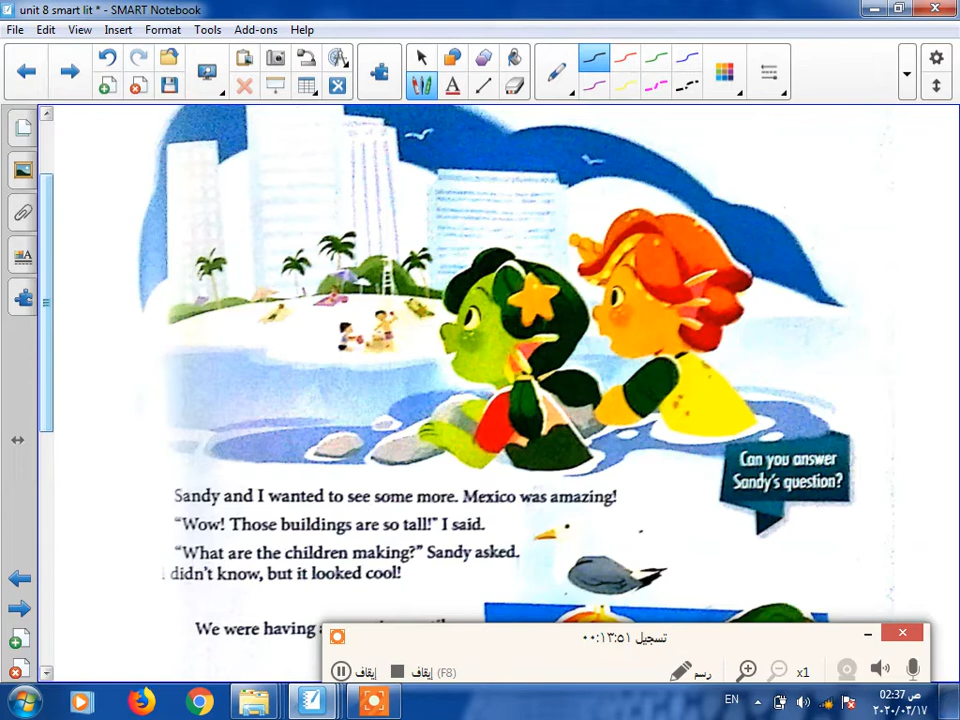 unit 8 smart lit * - SMART Notebook
File Edit View Insert Format Tools Add-ons Help
Can you answer
Sandy's question?
Sandy and I wanted to see some more. Mexico was amazing!
"Wow! Those buildings are so tall!" I said.
"What are the children making?" Sandy asked.
I didn't know, but it looked cool!
We were having
تسجيل ٠٠:١٣:٥١
إيقاف إيقاف (F8) رسم x1
EN ص 02:37
٢٠٢٠/٠٣/١٧